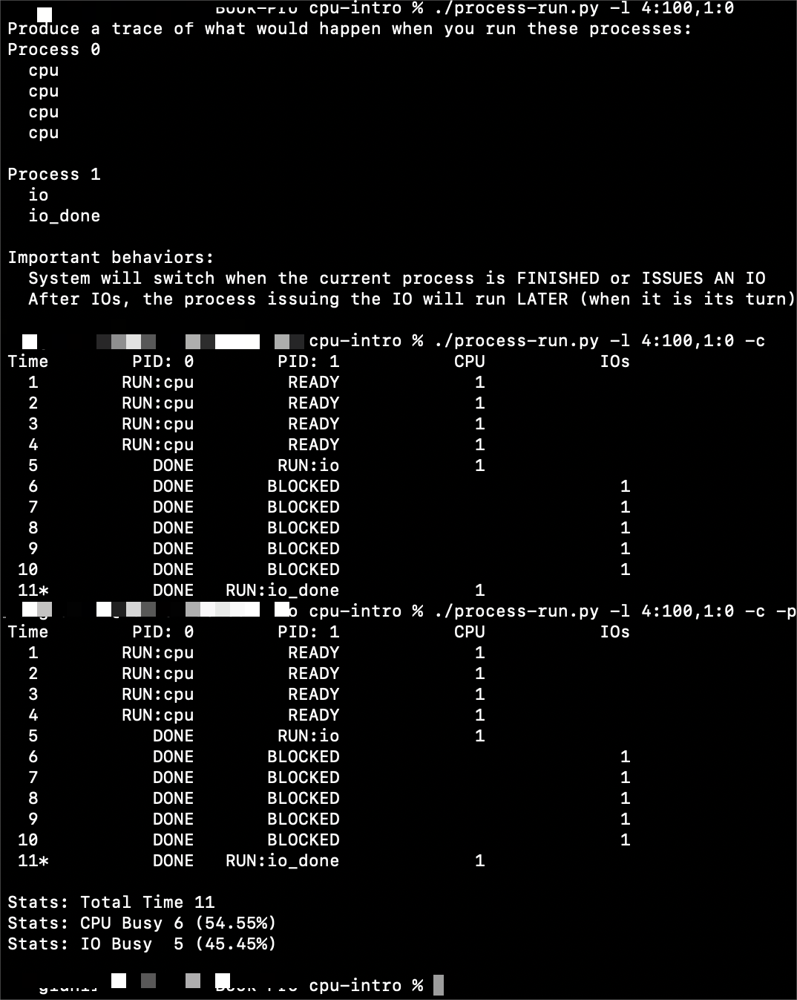 cpu-intro % ./process-run.py -l 4:100,1:0
Produce a trace of what would happen when you run these processes:
Process 0
  cpu
  cpu
  cpu
  cpu
Process 1
  io
  io_done
Important behaviors:
  System will switch when the current process is FINISHED or ISSUES AN IO
  After IOs, the process issuing the IO will run LATER (when it is its turn)
cpu-intro % ./process-run.py -l 4:100,1:0 -c
Time        PID: 0        PID: 1           CPU           IOs
  1        RUN:cpu         READY             1
  2        RUN:cpu         READY             1
  3        RUN:cpu         READY             1
  4        RUN:cpu         READY             1
  5           DONE        RUN:io             1
  6           DONE       BLOCKED                           1
  7           DONE       BLOCKED                           1
  8           DONE       BLOCKED                           1
  9           DONE       BLOCKED                           1
 10           DONE       BLOCKED                           1
 11*          DONE   RUN:io_done             1
cpu-intro % ./process-run.py -l 4:100,1:0 -c -p
Time        PID: 0        PID: 1           CPU           IOs
  1        RUN:cpu         READY             1
  2        RUN:cpu         READY             1
  3        RUN:cpu         READY             1
  4        RUN:cpu         READY             1
  5           DONE        RUN:io             1
  6           DONE       BLOCKED                           1
  7           DONE       BLOCKED                           1
  8           DONE       BLOCKED                           1
  9           DONE       BLOCKED                           1
 10           DONE       BLOCKED                           1
 11*          DONE   RUN:io_done             1
Stats: Total Time 11
Stats: CPU Busy 6 (54.55%)
Stats: IO Busy  5 (45.45%)
cpu-intro %